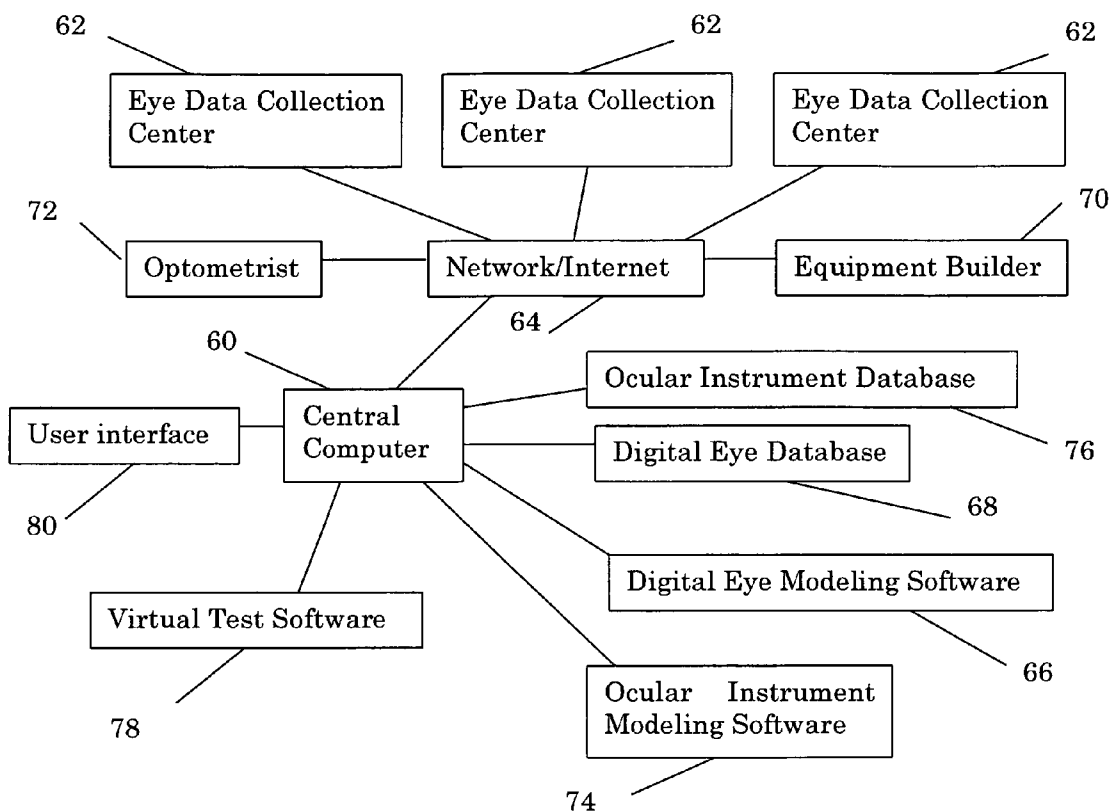 62
62
62
Eye Data Collection
Center
Eye Data Collection
Center
Eye Data Collection
Center
72
70
Optometrist
Network/Internet
Equipment Builder
64
60
Ocular Instrument Database
User interface
Central
Computer
Digital Eye Database
76
80
68
Digital Eye Modeling Software
Virtual Test Software
66
Ocular Instrument
Modeling Software
78
74